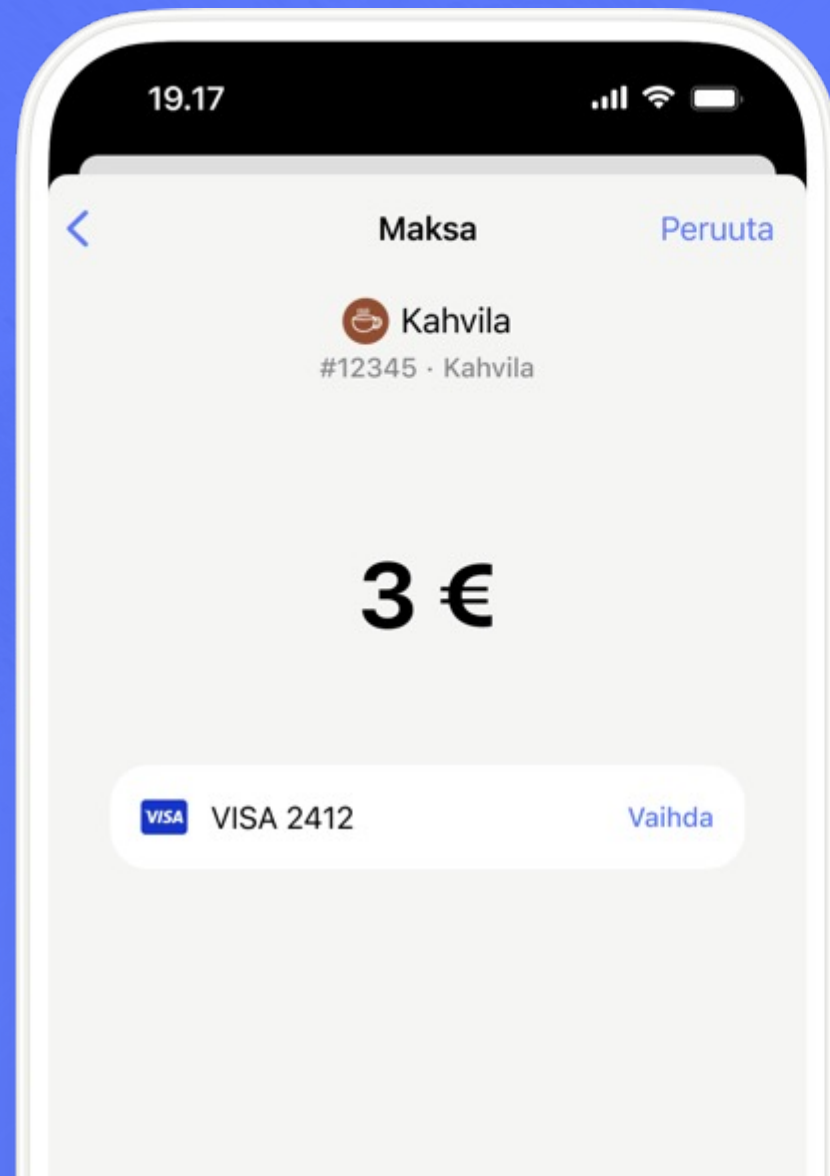 19.17
Maksa Peruuta
Kahvila
#12345 · Kahvila
3 €
VISA VISA 2412 Vaihda